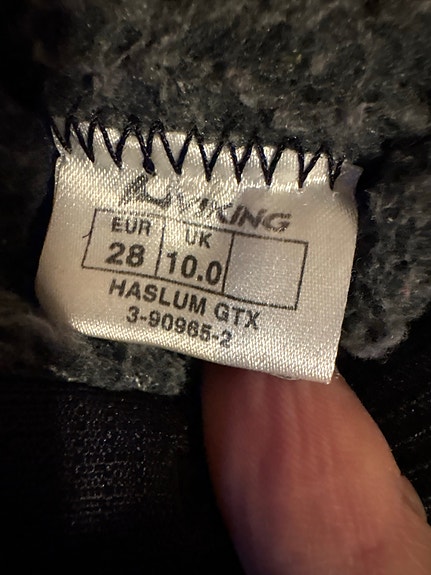 VIKING
EUR UK
28 10.0
HASLUM GTX
3-90965-2